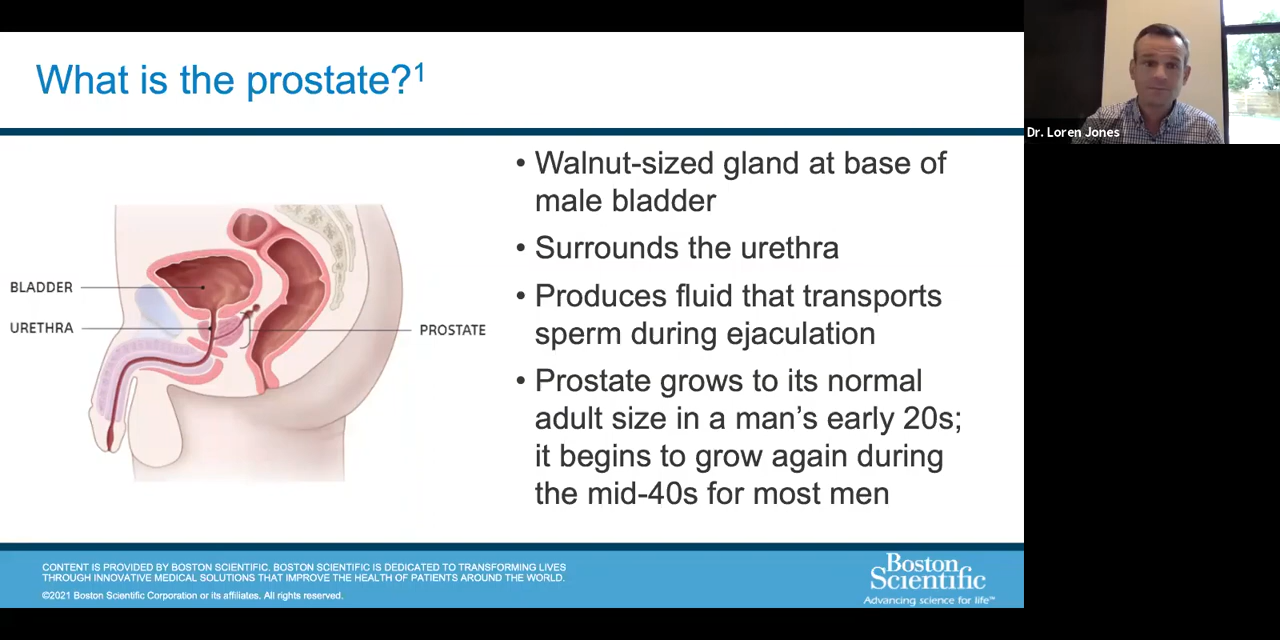 What is the prostate?1
Dr. Loren Jones
• Walnut-sized gland at base of
male bladder
• Surrounds the urethra
• Produces fluid that transports
sperm during ejaculation
• Prostate grows to its normal
adult size in a man’s early 20s;
it begins to grow again during
the mid-40s for most men
BLADDER
URETHRA
PROSTATE
CONTENT IS PROVIDED BY BOSTON SCIENTIFIC. BOSTON SCIENTIFIC IS DEDICATED TO TRANSFORMING LIVES
THROUGH INNOVATIVE MEDICAL SOLUTIONS THAT IMPROVE THE HEALTH OF PATIENTS AROUND THE WORLD.
©2021 Boston Scientific Corporation or its affiliates. All rights reserved.
Boston
Scientific
Advancing science for life™